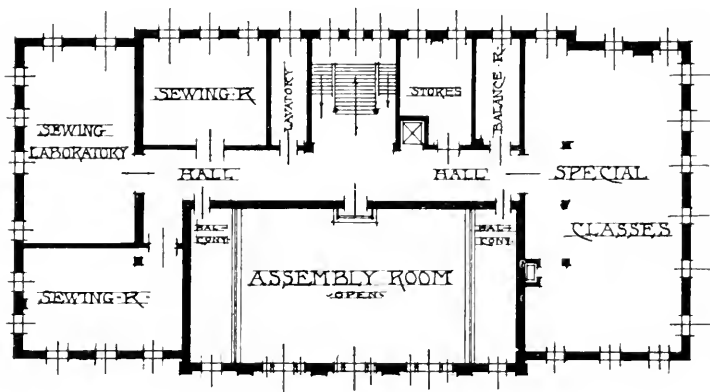 SEWING-R
LAVATORY
STORES
BALANCE-R.
SEWING
LABORATORY
HALL
HALL
SPECIAL
CLASSES
BAL-
CONY
BAL-
CONY
ASSEMBLY ROOM
OPEN
SEWING-R